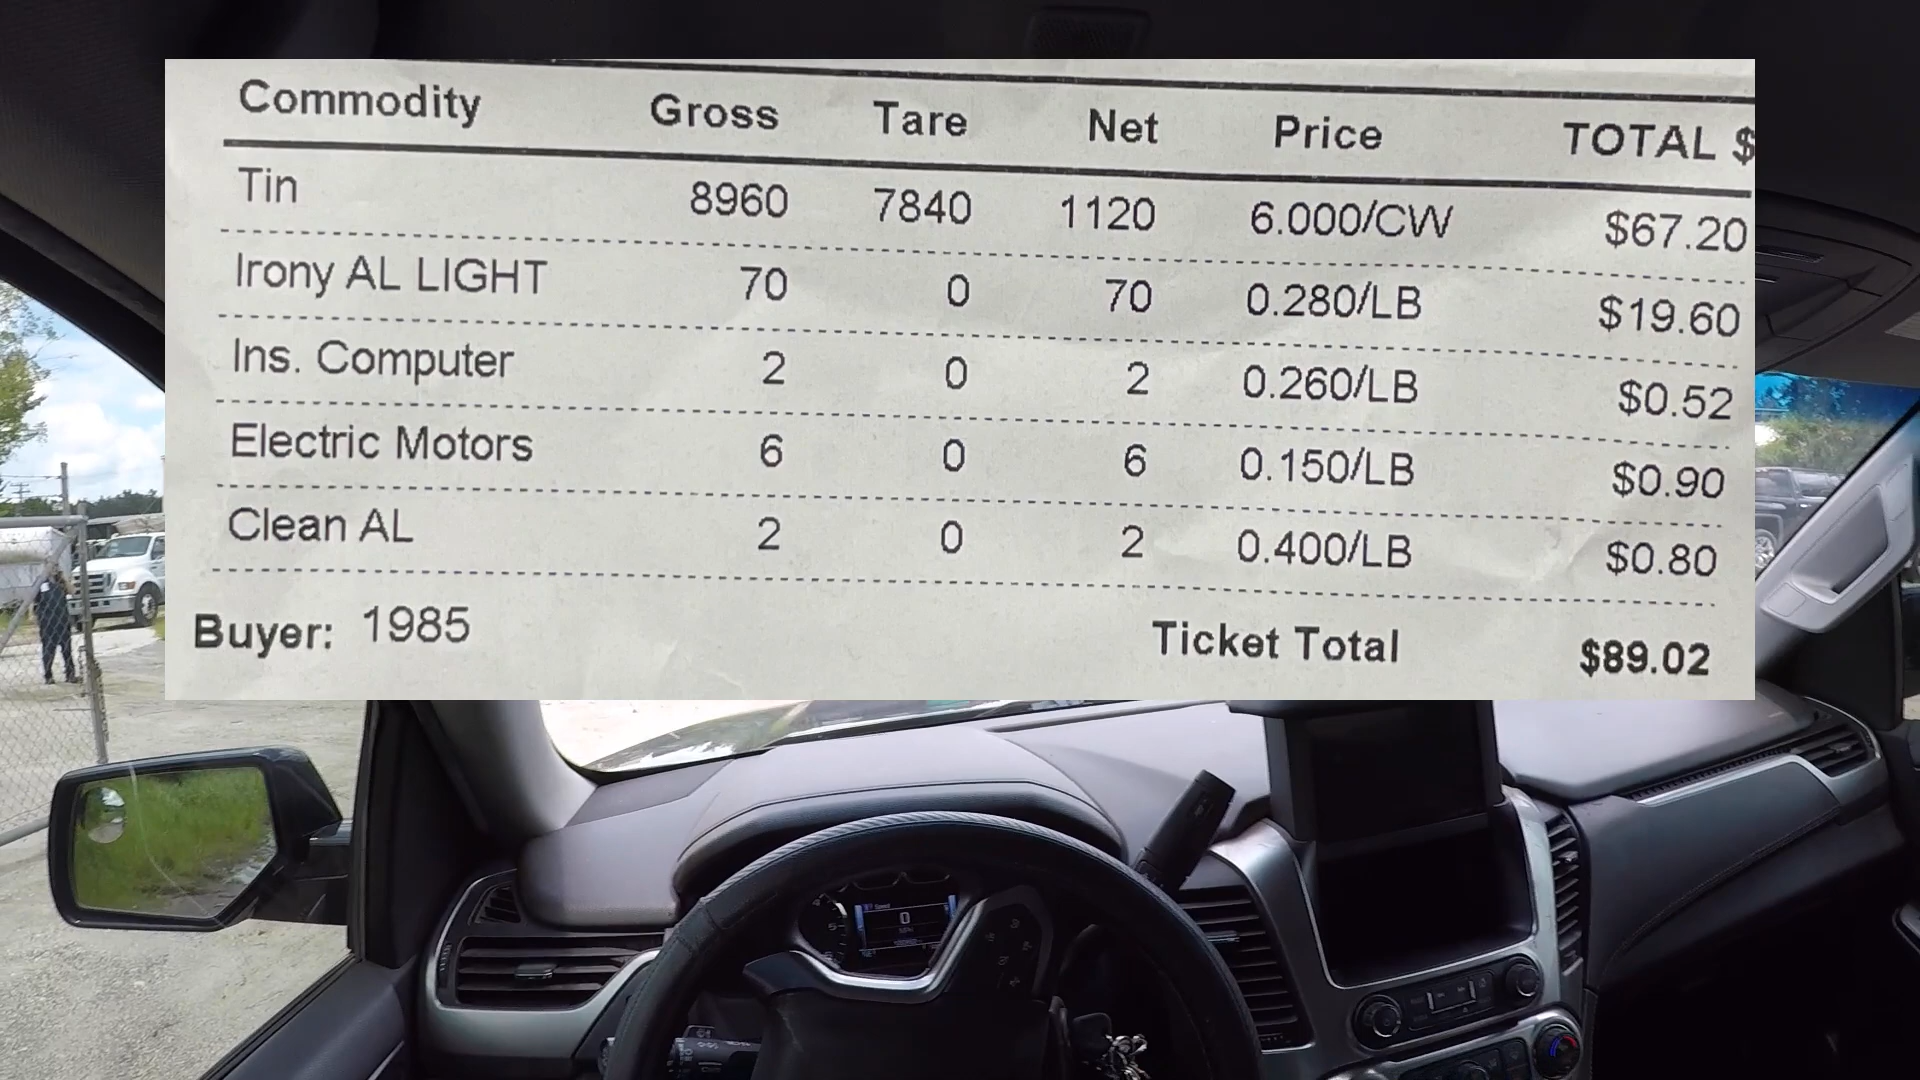 Commodity Gross Tare Net Price TOTAL $
Tin 8960 7840 1120 6.000/CW $67.20
Irony AL LIGHT 70 0 70 0.280/LB $19.60
Ins. Computer 2 0 2 0.260/LB $0.52
Electric Motors 6 0 6 0.150/LB $0.90
Clean AL 2 0 2 0.400/LB $0.80
Buyer: 1985 Ticket Total $89.02
Speed
0
MPH